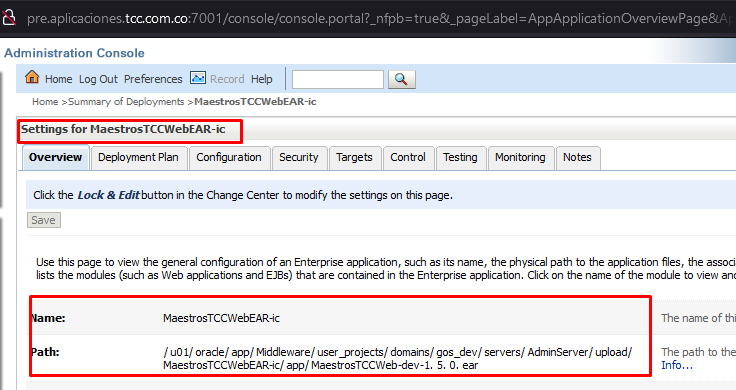 pre.aplicaciones.tcc.com.co:7001/console/console.portal?_nfpb=true&_pageLabel=AppApplicationOverviewPage&Ap
Administration Console
Home Log Out Preferences Record Help
Home >Summary of Deployments >MaestrosTCCWebEAR-ic
Settings for MaestrosTCCWebEAR-ic
Overview Deployment Plan Configuration Security Targets Control Testing Monitoring Notes
Click the Lock & Edit button in the Change Center to modify the settings on this page.
Save
Use this page to view the general configuration of an Enterprise application, such as its name, the physical path to the application files, the associ
lists the modules (such as Web applications and EJBs) that are contained in the Enterprise application. Click on the name of the module to view and
Name: MaestrosTCCWebEAR-ic The name of thi
Path: / u01/ oracle/ app/ Middleware/ user_projects/ domains/ gos_dev/ servers/ AdminServer/ upload/ The path to the
MaestrosTCCWebEAR-ic/ app/ MaestrosTCCWeb-dev-1. 5. 0. ear Info...